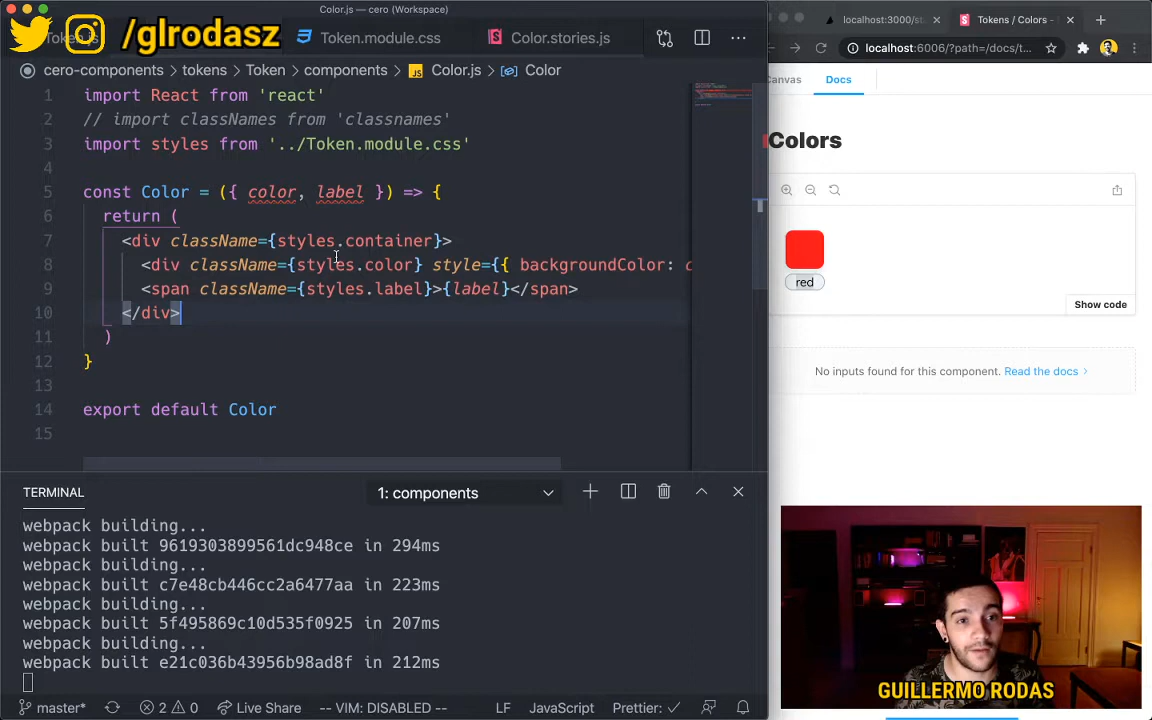 Color.js — cero (Workspace)
/glrodasz
Token.module.css
Color.stories.js
cero-components > tokens > Token > components > Color.js > Color
1 import React from 'react'
2 // import classNames from 'classnames'
3 import styles from '../Token.module.css'
4
5 const Color = ({ color, label }) => {
6 return (
7 <div className={styles.container}>
8 <div className={styles.color} style={{ backgroundColor: c
9 <span className={styles.label}>{label}</span>
10 </div>
11 )
12 }
13
14 export default Color
15
TERMINAL
1: components
webpack building...
webpack built 9619303899561dc948ce in 294ms
webpack building...
webpack built c7e48cb446cc2a6477aa in 223ms
webpack building...
webpack built 5f495869c10d535f0925 in 207ms
webpack building...
webpack built e21c036b43956b98ad8f in 212ms
master* 2 0 Live Share -- VIM: DISABLED -- LF JavaScript Prettier: ✓
localhost:3000/st
Tokens / Colors -
localhost:6006/?path=/docs/t...
Canvas
Docs
Colors
red
Show code
No inputs found for this component. Read the docs >
GUILLERMO RODAS